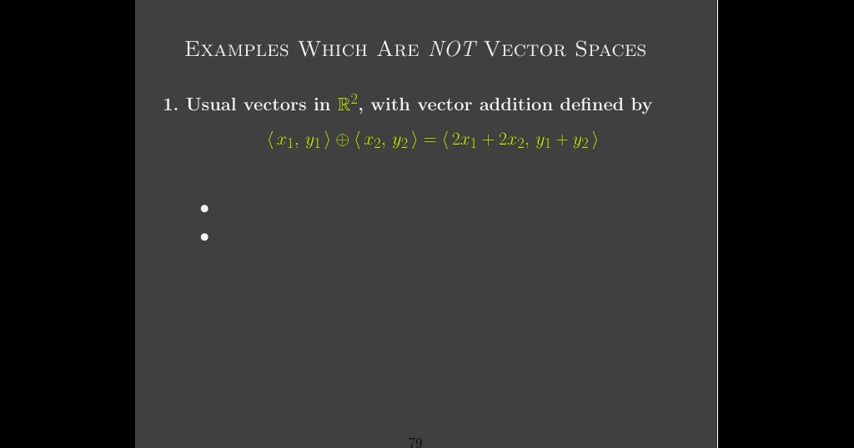 Examples Which Are NOT Vector Spaces
1. Usual vectors in ℝ², with vector addition defined by
⟨ x₁, y₁ ⟩ ⊕ ⟨ x₂, y₂ ⟩ = ⟨ 2x₁ + 2x₂, y₁ + y₂ ⟩
•
•
79